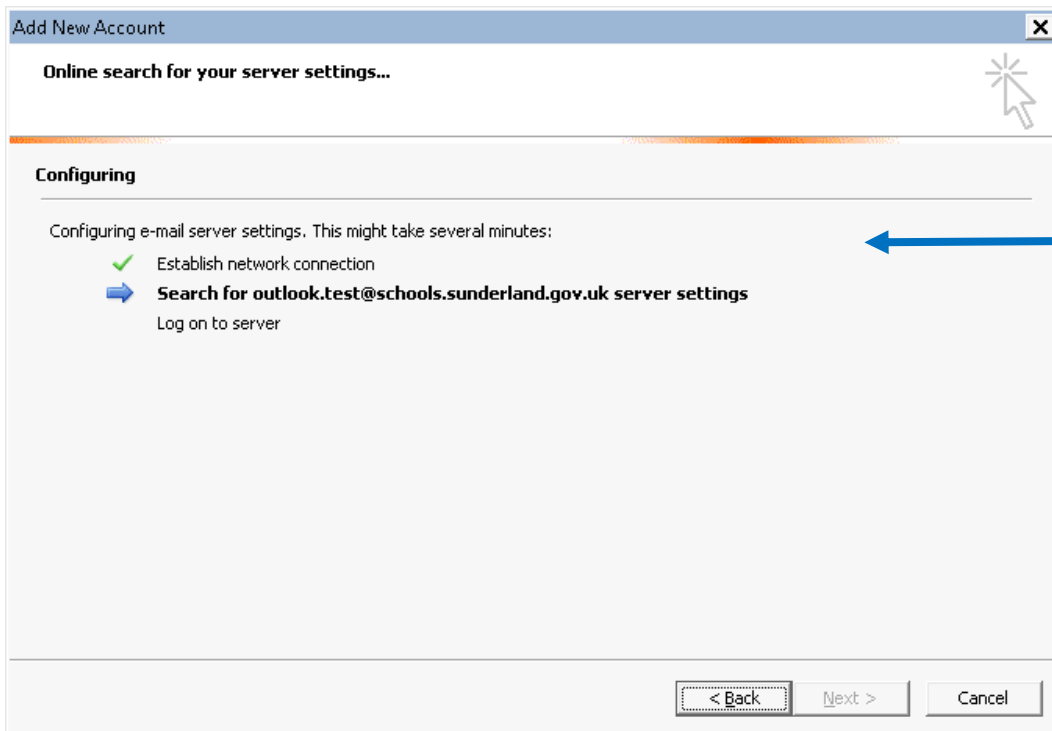 Add New Account
Online search for your server settings...
Configuring
Configuring e-mail server settings. This might take several minutes:
Establish network connection
Search for outlook.test@schools.sunderland.gov.uk server settings
Log on to server
< Back
Next >
Cancel